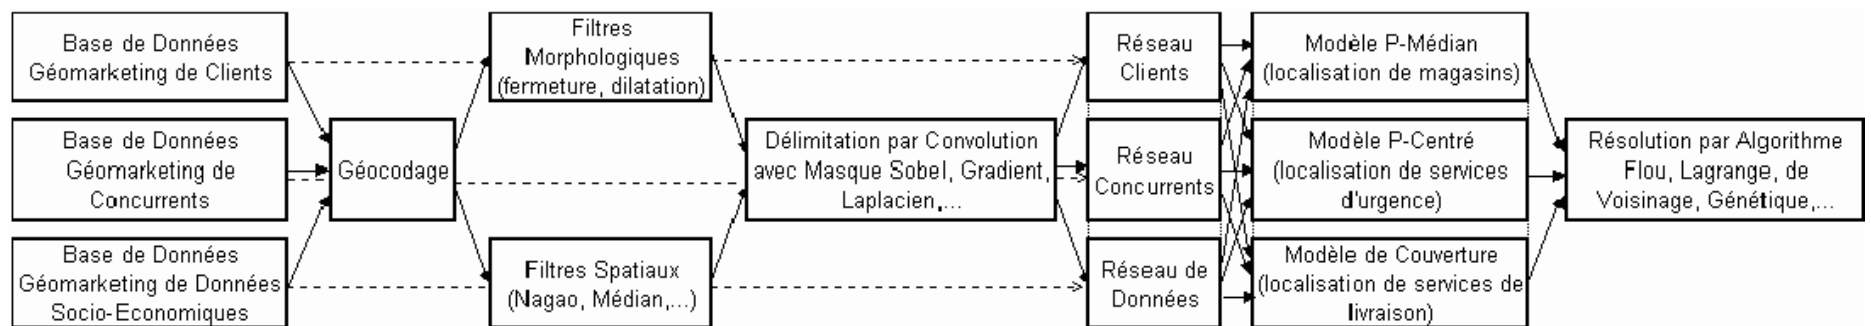 Base de Données
Géomarketing de Clients
Base de Données
Géomarketing de
Concurrents
Base de Données
Géomarketing de Données
Socio-Economiques
Géocodage
Filtres
Morphologiques
(fermeture, dilatation)
Filtres Spatiaux
(Nagao, Médian,...)
Délimitation par Convolution
avec Masque Sobel, Gradient,
Laplacien,...
Réseau
Clients
Réseau
Concurrents
Réseau de
Données
Modèle P-Médian
(localisation de magasins)
Modèle P-Centré
(localisation de services
d'urgence)
Modèle de Couverture
(localisation de services de
livraison)
Résolution par Algorithme
Flou, Lagrange, de
Voisinage, Génétique,...